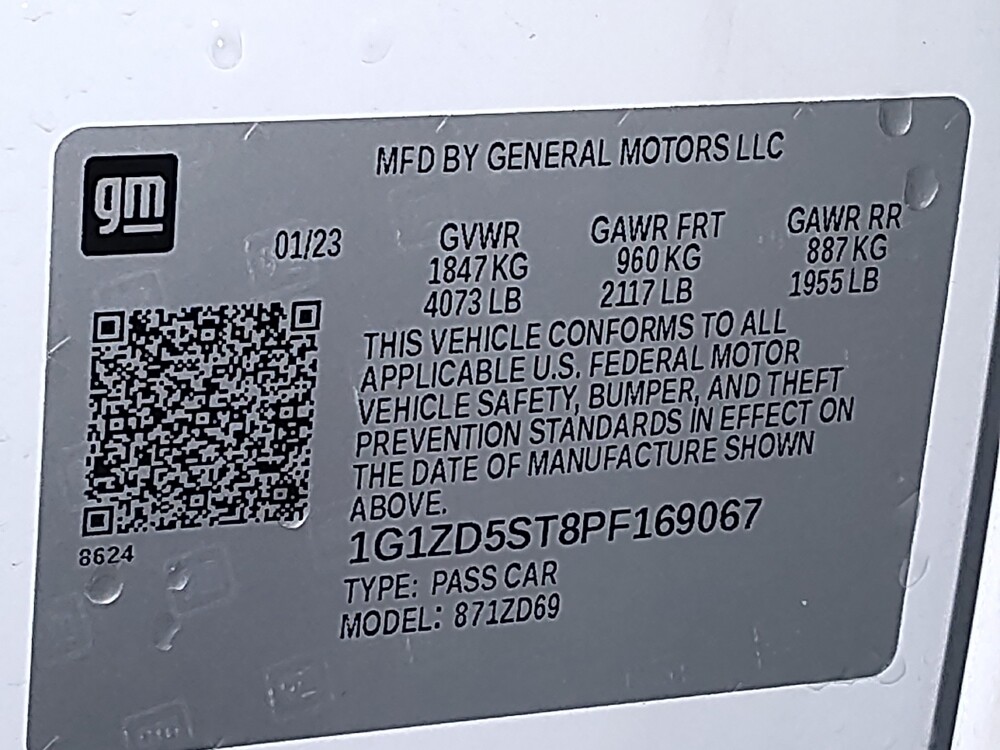 gm
MFD BY GENERAL MOTORS LLC
01/23
GVWR
1847 KG
4073 LB
GAWR FRT
960 KG
2117 LB
GAWR RR
887 KG
1955 LB
THIS VEHICLE CONFORMS TO ALL
APPLICABLE U.S. FEDERAL MOTOR
VEHICLE SAFETY, BUMPER, AND THEFT
PREVENTION STANDARDS IN EFFECT ON
THE DATE OF MANUFACTURE SHOWN
ABOVE.
8624
1G1ZD5ST8PF169067
TYPE: PASS CAR
MODEL: 871ZD69